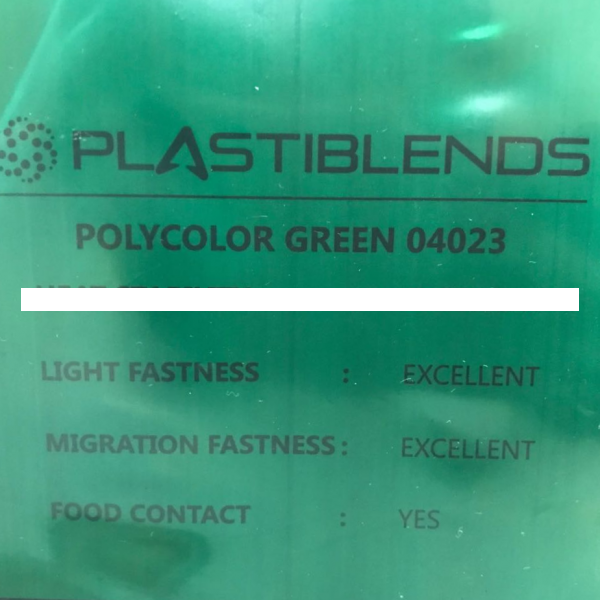 PLASTIBLENDS
POLYCOLOR GREEN 04023
LIGHT FASTNESS : EXCELLENT
MIGRATION FASTNESS : EXCELLENT
FOOD CONTACT : YES